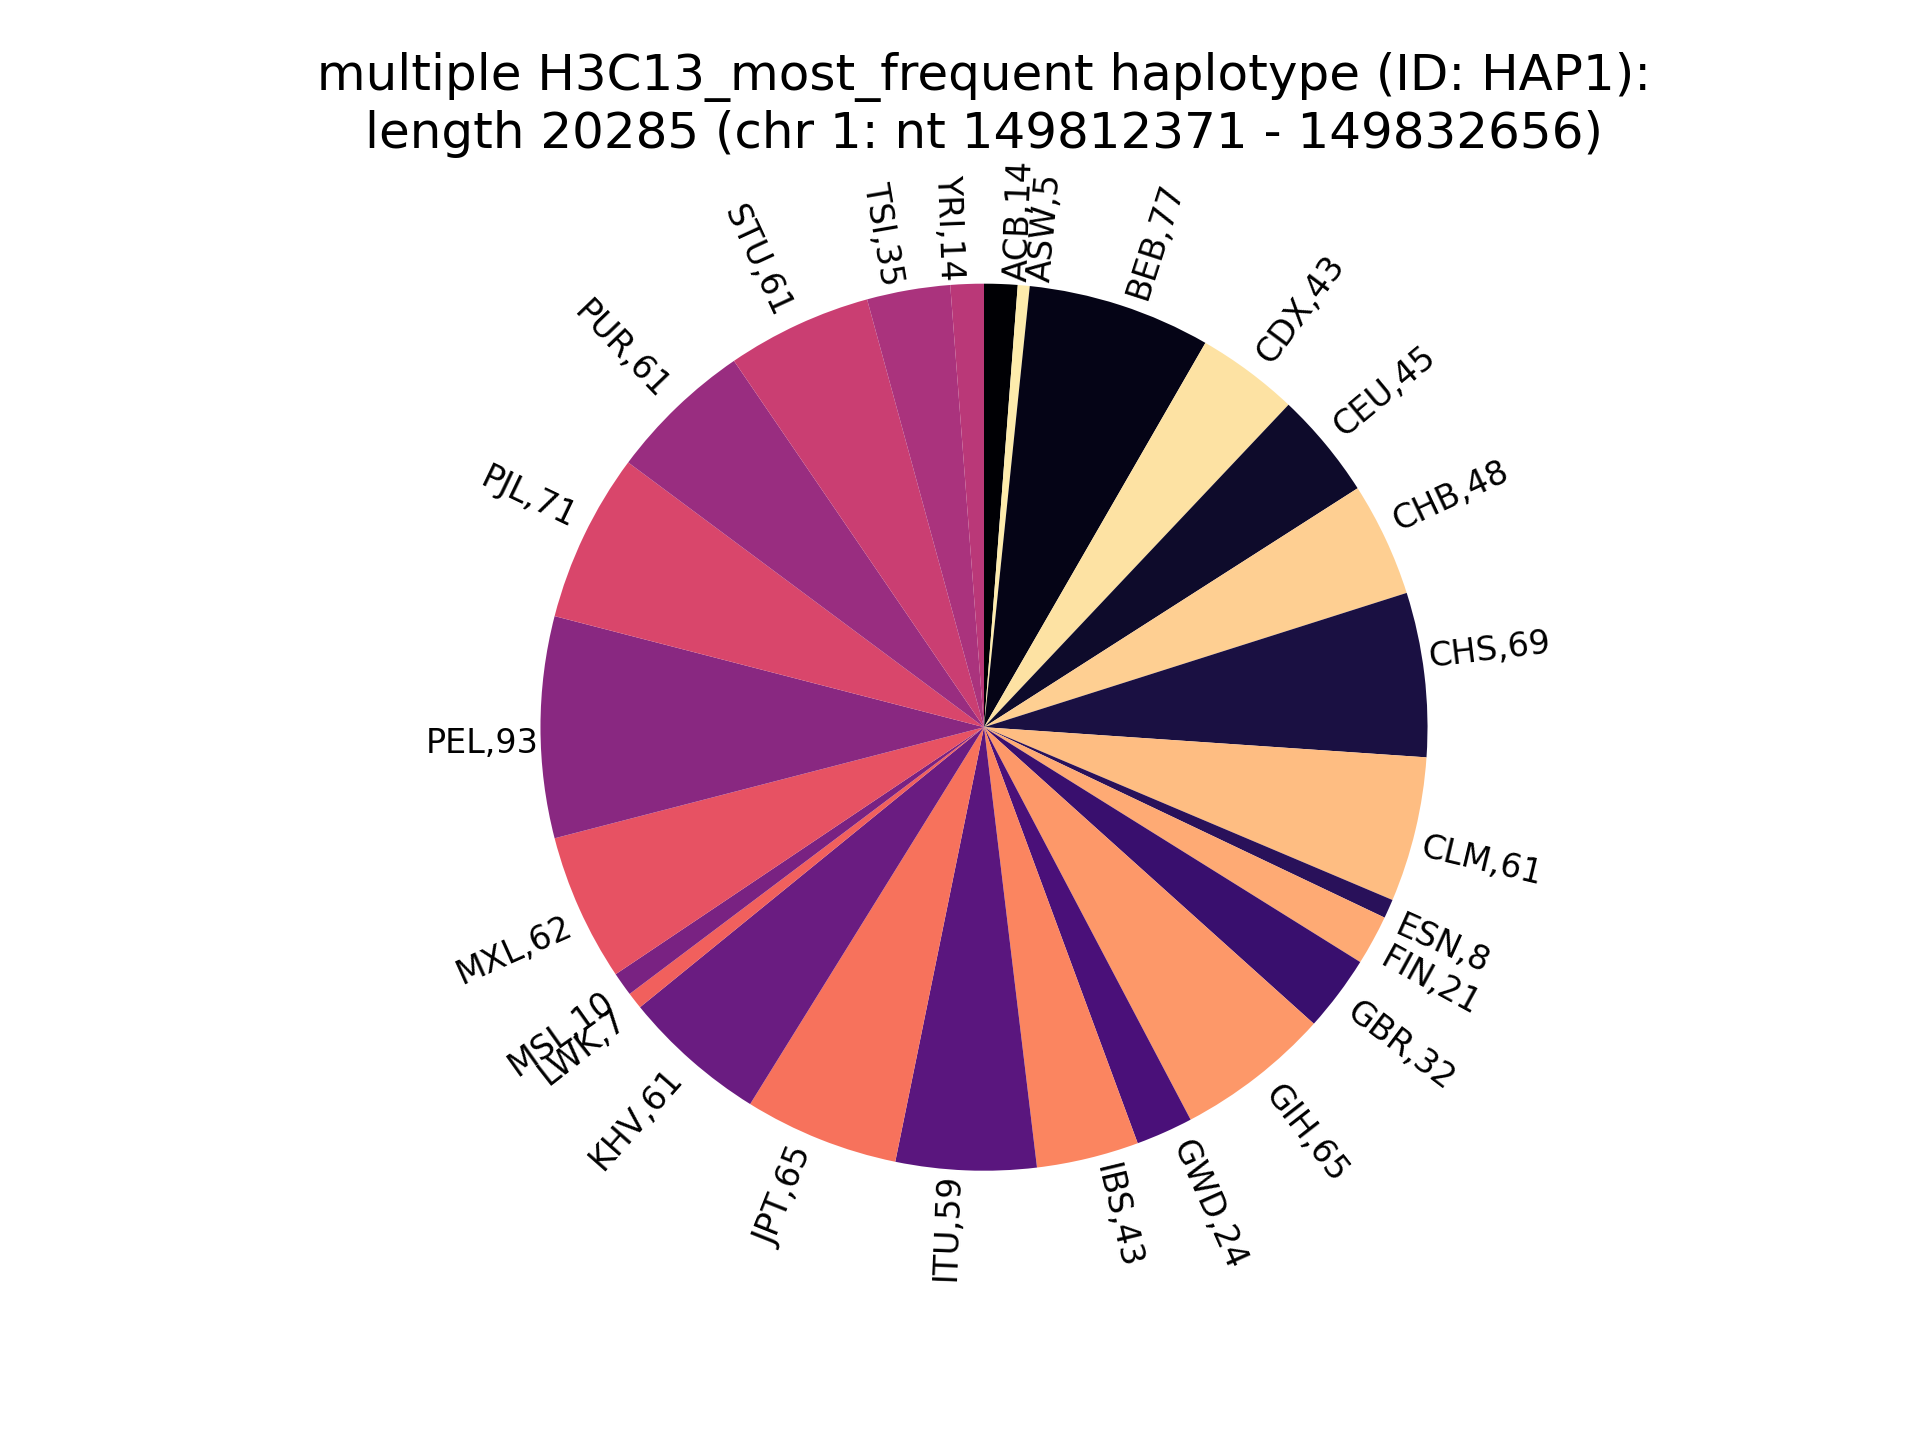 multiple H3C13_most_frequent haplotype (ID: HAP1):
length 20285 (chr 1: nt 149812371 - 149832656)
ACB,14
ASW,5
BEB,77
CDX,43
CEU,45
CHB,48
CHS,69
CLM,61
ESN,8
FIN,21
GBR,32
GIH,65
GWD,24
IBS,43
ITU,59
JPT,65
KHV,61
LWK,7
MSL,10
MXL,62
PEL,93
PJL,71
PUR,61
STU,61
TSI,35
YRI,14